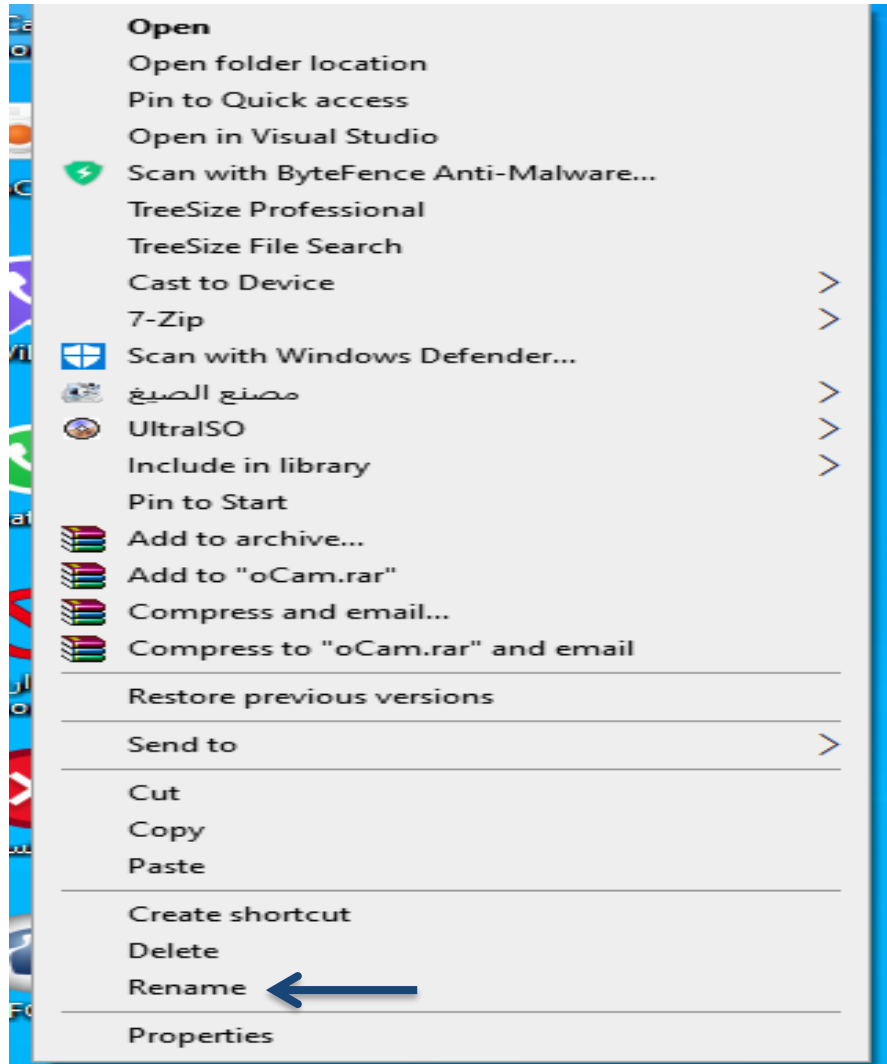 Open
Open folder location
Pin to Quick access
Open in Visual Studio
Scan with ByteFence Anti-Malware...
TreeSize Professional
TreeSize File Search
Cast to Device
7-Zip
Scan with Windows Defender...
مصنع الصيغ
UltraISO
Include in library
Pin to Start
Add to archive...
Add to "oCam.rar"
Compress and email...
Compress to "oCam.rar" and email
Restore previous versions
Send to
Cut
Copy
Paste
Create shortcut
Delete
Rename
Properties